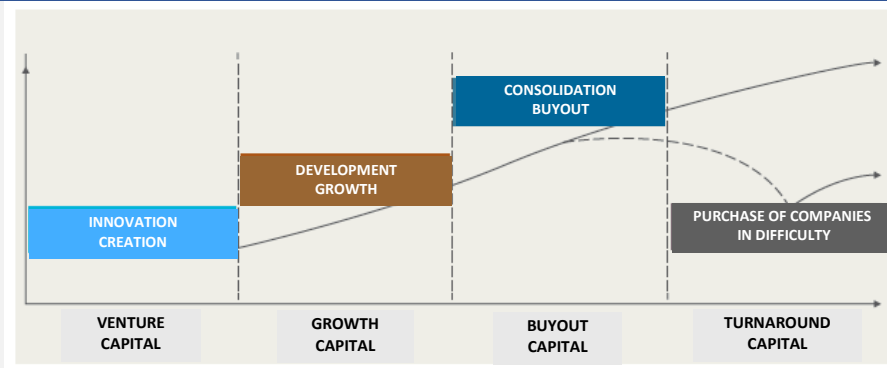 CONSOLIDATION
BUYOUT
DEVELOPMENT
GROWTH
INNOVATION
CREATION
PURCHASE OF COMPANIES
IN DIFFICULTY
VENTURE
CAPITAL
GROWTH
CAPITAL
BUYOUT
CAPITAL
TURNAROUND
CAPITAL